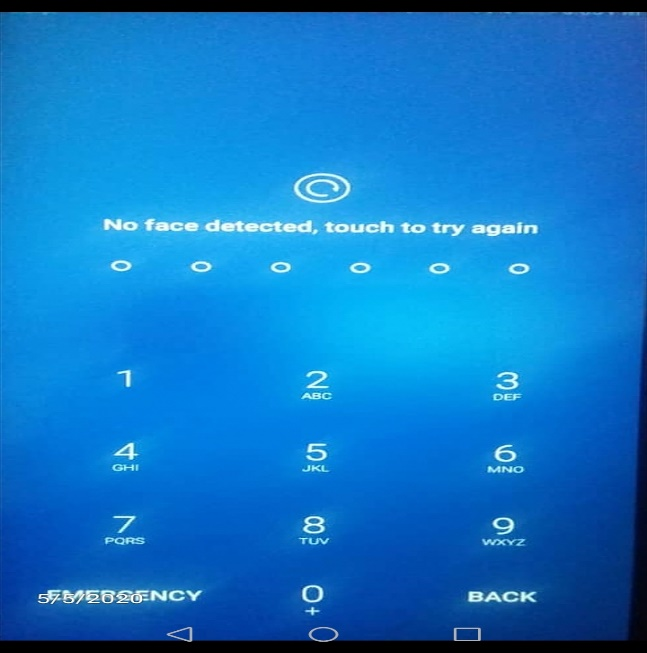 No face detected, touch to try again
1
2
3
ABC
DEF
4
5
6
GHI
JKL
MNO
7
8
9
PQRS
TUV
WXYZ
EMERGENCY
5/5/2020
0
BACK
+